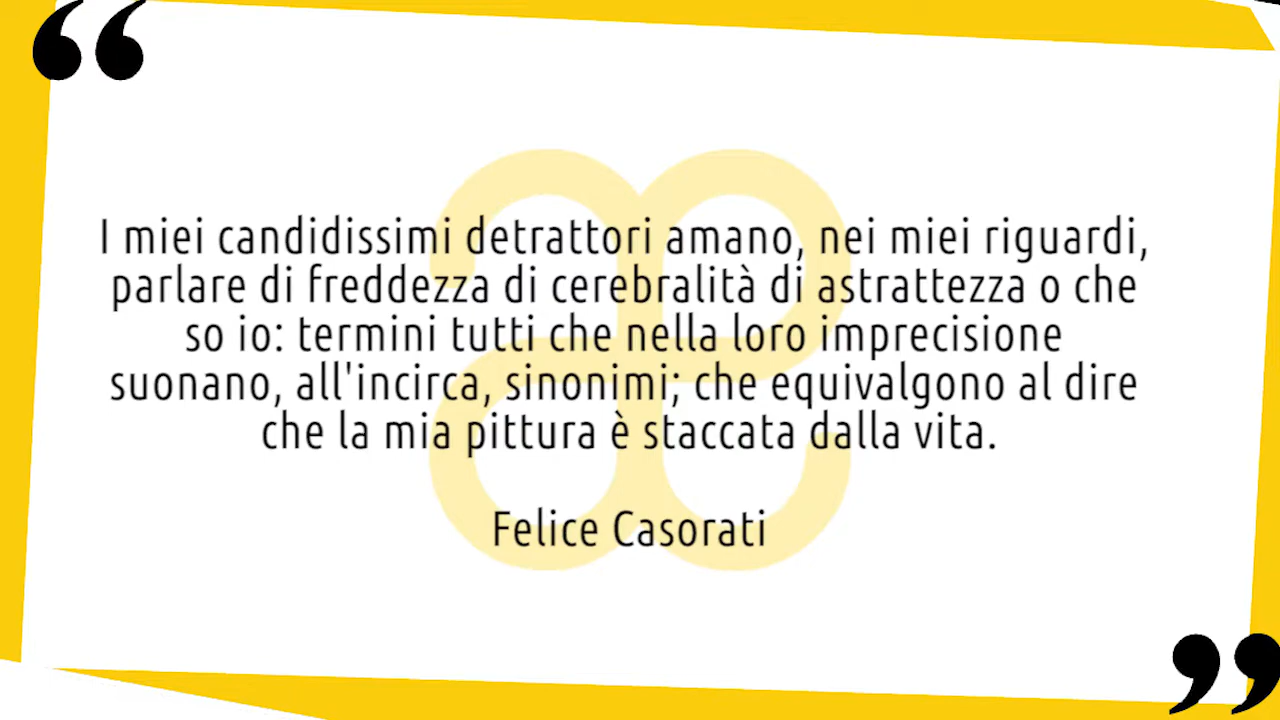 “
I miei candidissimi detrattori amano, nei miei riguardi,
parlare di freddezza di cerebralità di astrattezza o che
so io: termini tutti che nella loro imprecisione
suonano, all'incirca, sinonimi; che equivalgono al dire
che la mia pittura è staccata dalla vita.
Felice Casorati
”